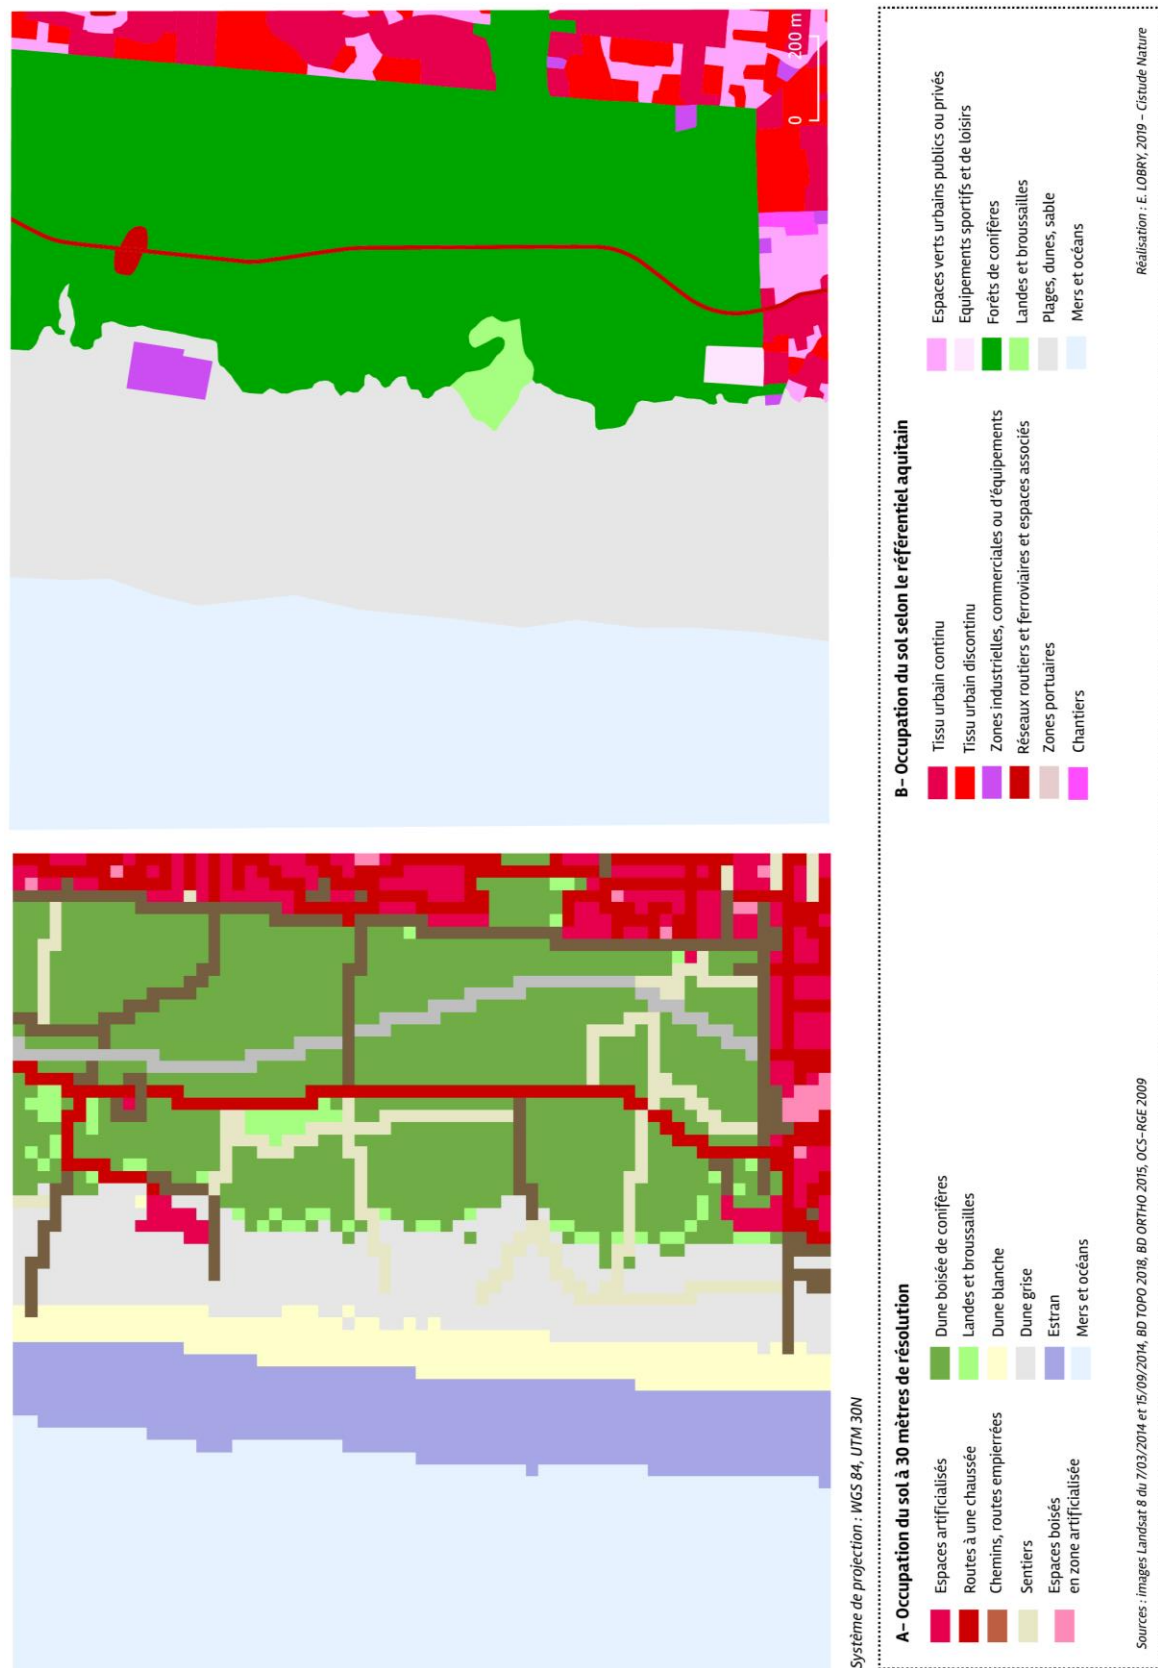 0 200 m
Système de projection : WGS 84, UTM 30N
A– Occupation du sol à 30 mètres de résolution
Espaces artificialisés
Routes à une chaussée
Chemins, routes empierrées
Sentiers
Espaces boisés
en zone artificialisée
Dune boisée de conifères
Landes et broussailles
Dune blanche
Dune grise
Estran
Mers et océans
B– Occupation du sol selon le référentiel aquitain
Tissu urbain continu
Tissu urbain discontinu
Zones industrielles, commerciales ou d’équipements
Réseaux routiers et ferroviaires et espaces associés
Zones portuaires
Chantiers
Espaces verts urbains publics ou privés
Equipements sportifs et de loisirs
Forêts de conifères
Landes et broussailles
Plages, dunes, sable
Mers et océans
Sources : images Landsat 8 du 7/03/2014 et 15/09/2014, BD TOPO 2018, BD ORTHO 2015, OCS–RGE 2009
Réalisation : E. LOBRY, 2019 – Cistude Nature